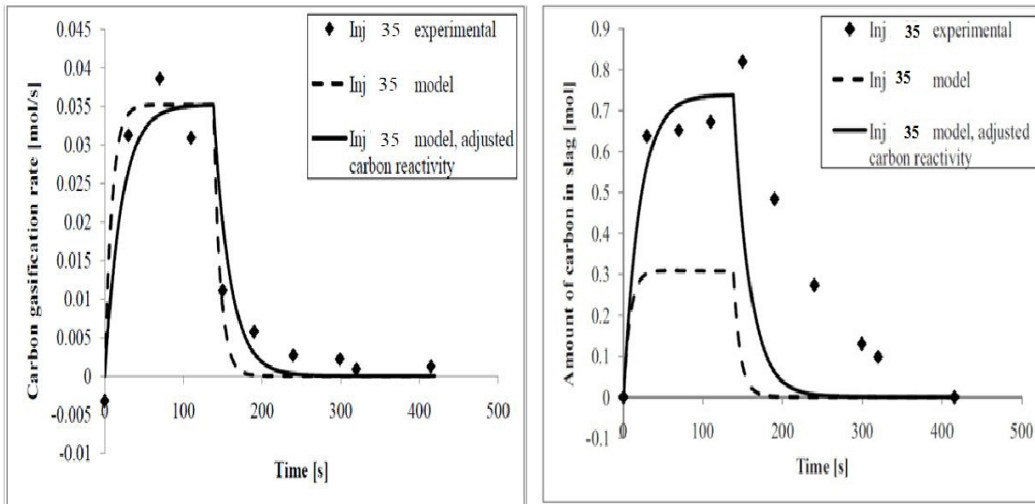 0.045
0.04
0.035
0.03
0.025
0.02
0.015
0.01
0.005
0
-0.005
-0.01
Carbon gasification rate [mol/s]
0 100 200 300 400 500
Time [s]
Inj 35 experimental
Inj 35 model
Inj 35 model, adjusted
carbon reactivity
0.9
0.8
0.7
0.6
0.5
0.4
0.3
0.2
0.1
0
-0.1
Amount of carbon in slag [mol]
0 100 200 300 400 500
Time [s]
Inj 35 experimental
Inj 35 model
Inj 35 model, adjusted
carbon reactivity